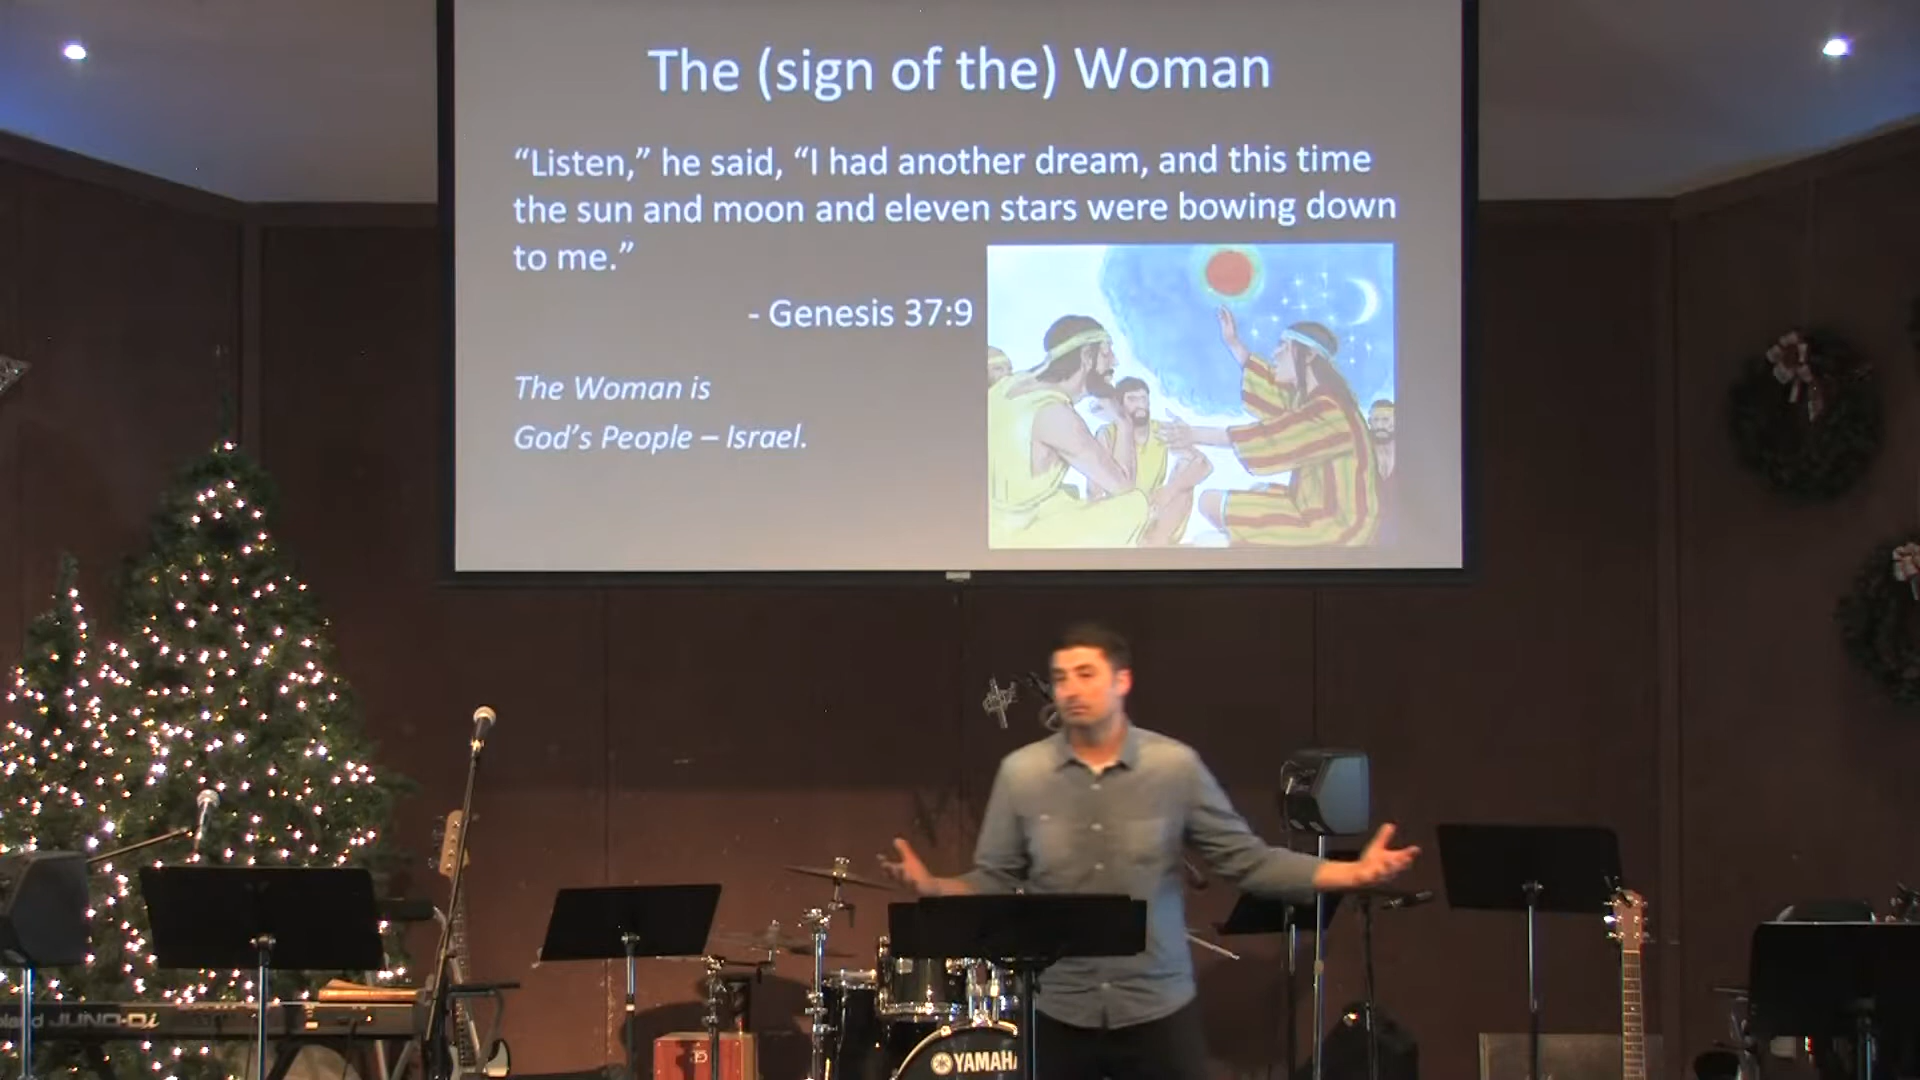 The (sign of the) Woman
“Listen,” he said, “I had another dream, and this time
the sun and moon and eleven stars were bowing down
to me.”
- Genesis 37:9
The Woman is
God’s People – Israel.
JUNO-Di
YAMAHA